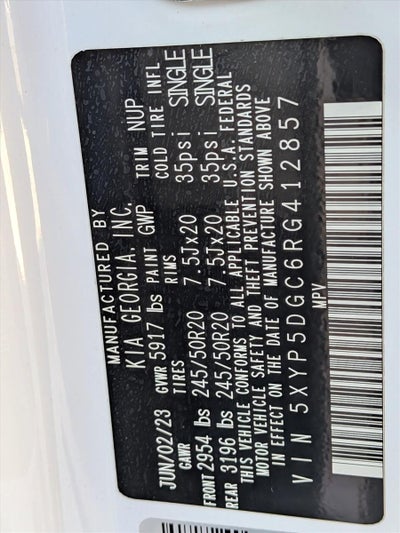 MANUFACTURED BY
KIA GEORGIA, INC.
JUN/02/23 GVWR 5917 lbs PAINT GWP TRIM NUP
GAWR TIRES RIMS COLD TIRE INFL
FRONT 2954 lbs 245/50R20 7.5Jx20 35psi SINGLE
REAR 3196 lbs 245/50R20 7.5Jx20 35psi SINGLE
THIS VEHICLE CONFORMS TO ALL APPLICABLE U.S.A. FEDERAL
MOTOR VEHICLE SAFETY AND THEFT PREVENTION STANDARDS
IN EFFECT ON THE DATE OF MANUFACTURE SHOWN ABOVE
VIN 5XYP5DGC6RG412857
MPV